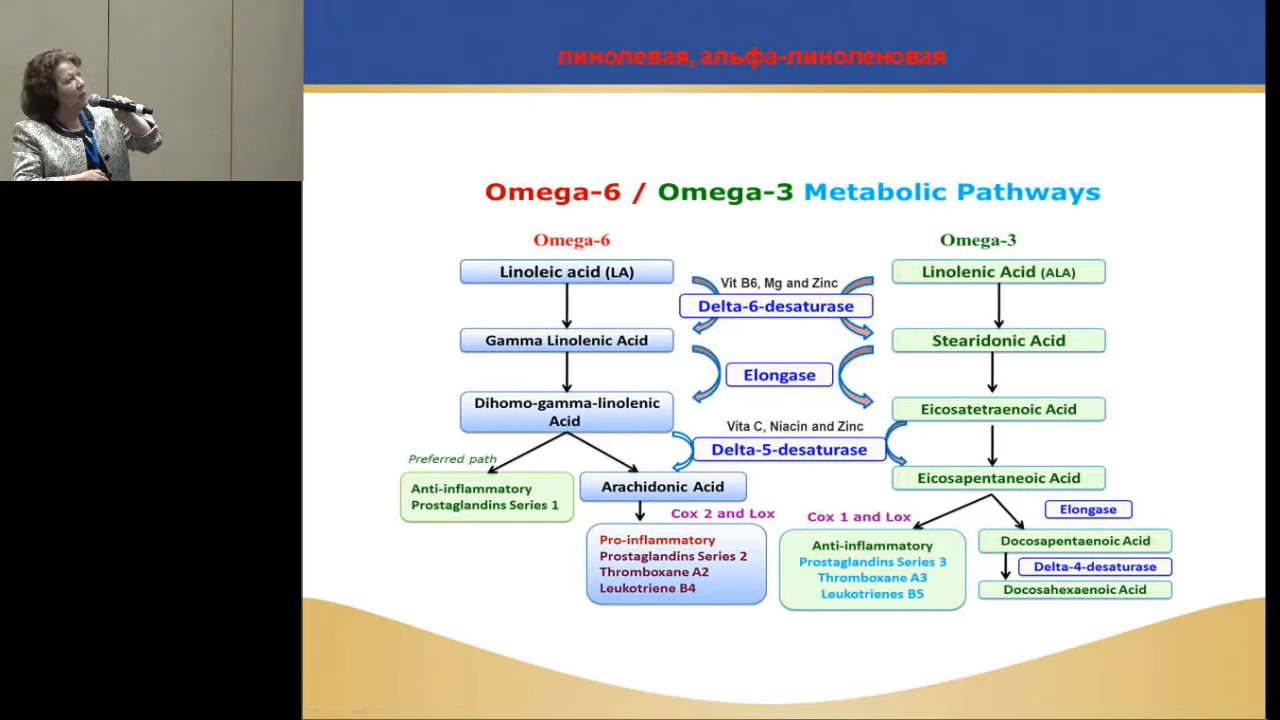 линолевая, альфа-линоленовая
Omega-6 / Omega-3 Metabolic Pathways
Omega-6
Omega-3
Linoleic acid (LA)
Vit B6, Mg and Zinc
Linolenic Acid (ALA)
Delta-6-desaturase
Gamma Linolenic Acid
Stearidonic Acid
Elongase
Dihomo-gamma-linolenic
Acid
Eicosatetraenoic Acid
Vita C, Niacin and Zinc
Delta-5-desaturase
Preferred path
Anti-inflammatory
Prostaglandins Series 1
Arachidonic Acid
Eicosapentaneoic Acid
Cox 2 and Lox
Pro-inflammatory
Prostaglandins Series 2
Thromboxane A2
Leukotriene B4
Cox 1 and Lox
Anti-inflammatory
Prostaglandins Series 3
Thromboxane A3
Leukotrienes B5
Elongase
Docosapentaenoic Acid
Delta-4-desaturase
Docosahexaenoic Acid